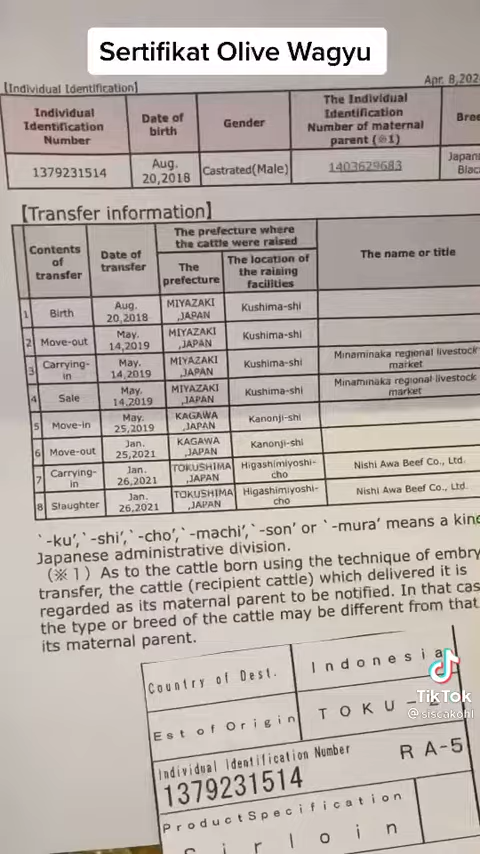 Sertifikat Olive Wagyu
【Individual Identification】
Apr. 8,202
Individual Identification Number | Date of birth | Gender | The Individual Identification Number of maternal parent (※1) | Bree
1379231514 | Aug. 20,2018 | Castrated(Male) | 1403629683 | Japan Blac
【Transfer information】
Contents of transfer | Date of transfer | The prefecture where the cattle were raised | The name or title
The prefecture | The location of the raising facilities
1 | Birth | Aug. 20,2018 | MIYAZAKI ,JAPAN | Kushima-shi
2 | Move-out | May. 14,2019 | MIYAZAKI ,JAPAN | Kushima-shi
3 | Carrying-in | May. 14,2019 | MIYAZAKI ,JAPAN | Kushima-shi | Minaminaka regional livestock market
4 | Sale | May. 14,2019 | MIYAZAKI ,JAPAN | Kushima-shi | Minaminaka regional livestock market
5 | Move-in | May. 25,2019 | KAGAWA ,JAPAN | Kanonji-shi
6 | Move-out | Jan. 25,2021 | KAGAWA ,JAPAN | Kanonji-shi
7 | Carrying-in | Jan. 26,2021 | TOKUSHIMA ,JAPAN | Higashimiyoshi-cho | Nishi Awa Beef Co., Ltd.
8 | Slaughter | Jan. 26,2021 | TOKUSHIMA ,JAPAN | Higashimiyoshi-cho | Nishi Awa Beef Co., Ltd.
`-ku',`-shi',`-cho',`-machi',`-son' or `-mura' means a kin
Japanese administrative division.
（※１）As to the cattle born using the technique of embry
transfer, the cattle (recipient cattle) which delivered it is
regarded as its maternal parent to be notified. In that cas
the type or breed of the cattle may be different from that
its maternal parent.
Country of Dest. | Indonesia
Est of Origin | TOKU-
Individual Identification Number
1379231514 RA-5
ProductSpecification
Sirloin
TikTok
@siscakohl